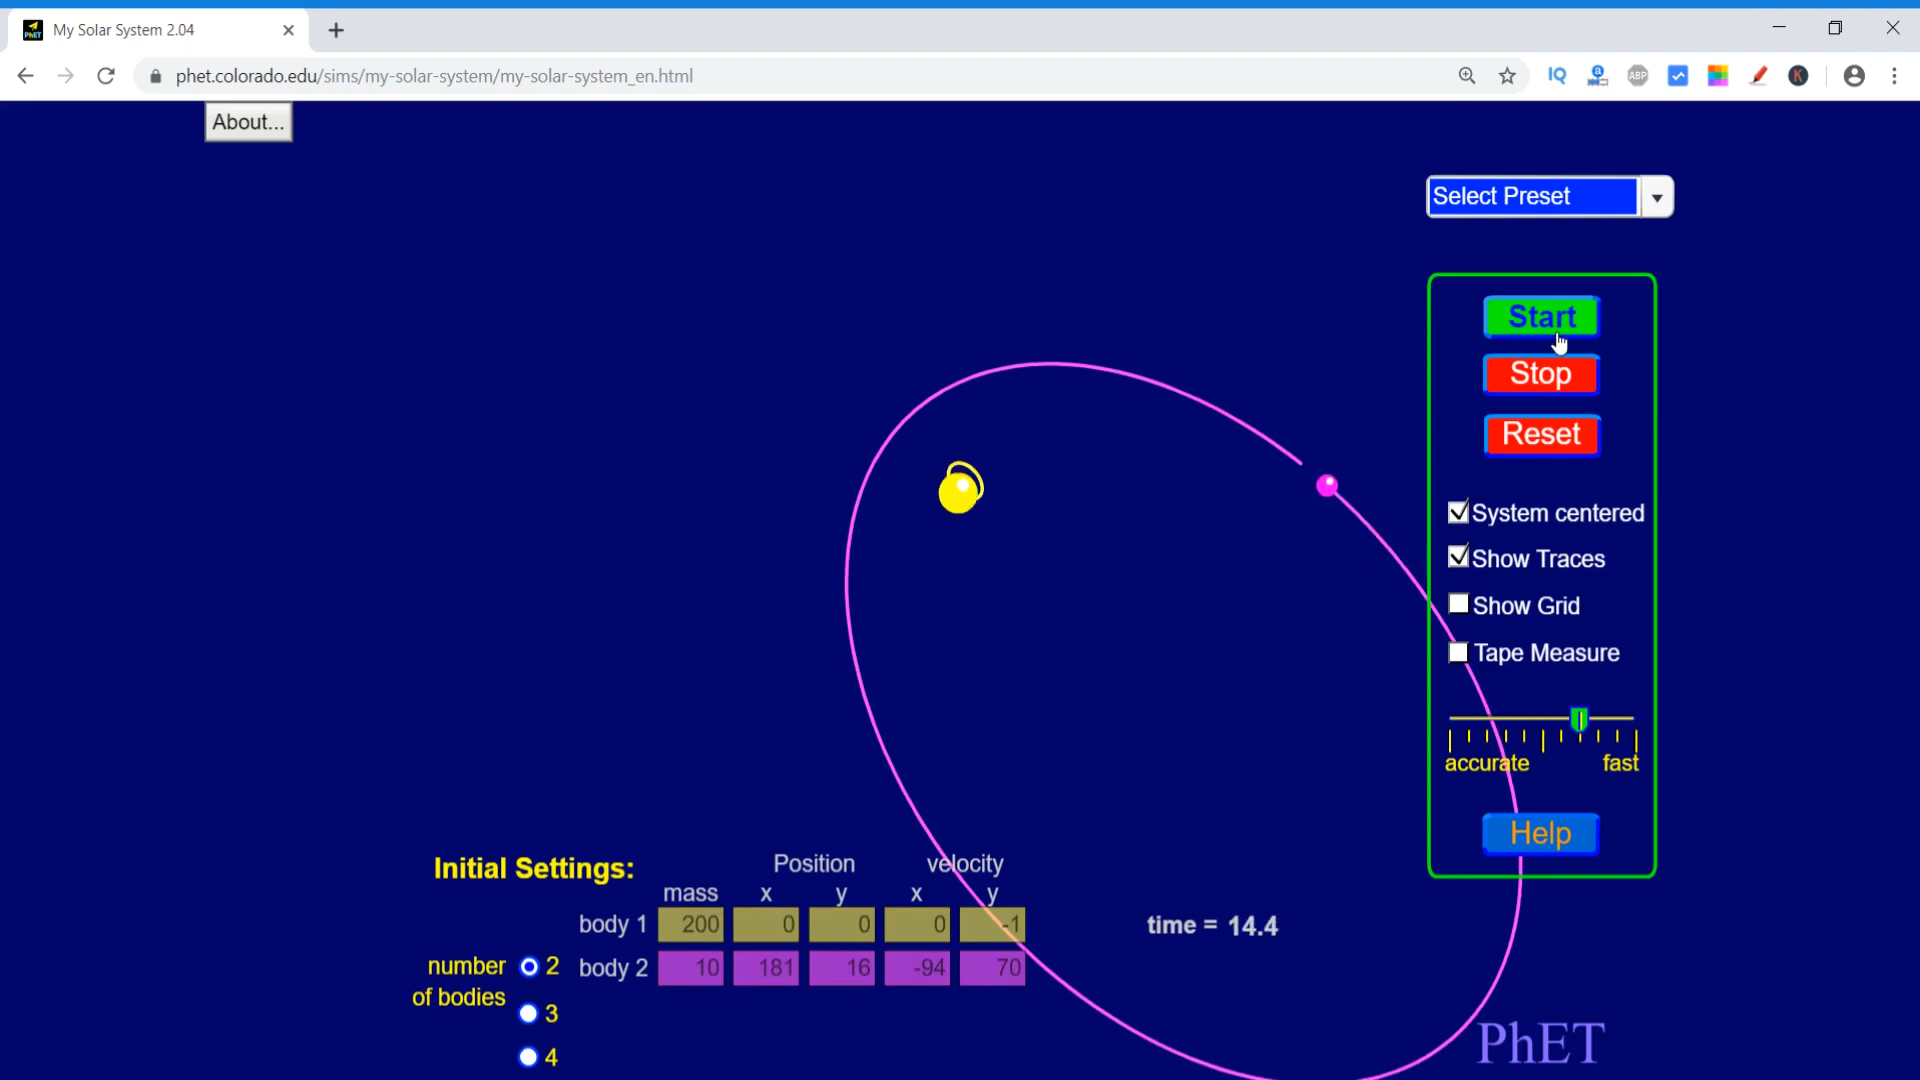 My Solar System 2.04
phet.colorado.edu/sims/my-solar-system/my-solar-system_en.html
IQ
a
ABP
K
About...
Select Preset
Start
Stop
Reset
System centered
Show Traces
Show Grid
Tape Measure
accurate fast
Help
Initial Settings:
Position velocity
mass x y x y
body 1 200 0 0 0 -1
time = 14.4
number of bodies
2
body 2 10 181 16 -94 70
3
4
PhET